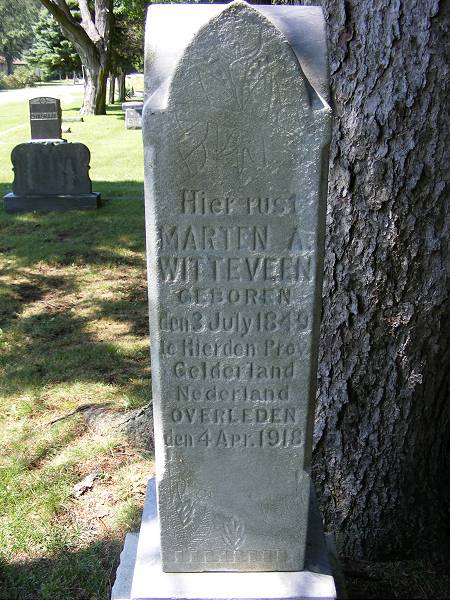 Hier rust
MARTEN A.
WITTEVEEN
GEBOREN
den 3 July 1849
te Hierden Prov.
Gelderland
Nederland
OVERLEDEN
den 4 Apr. 1918